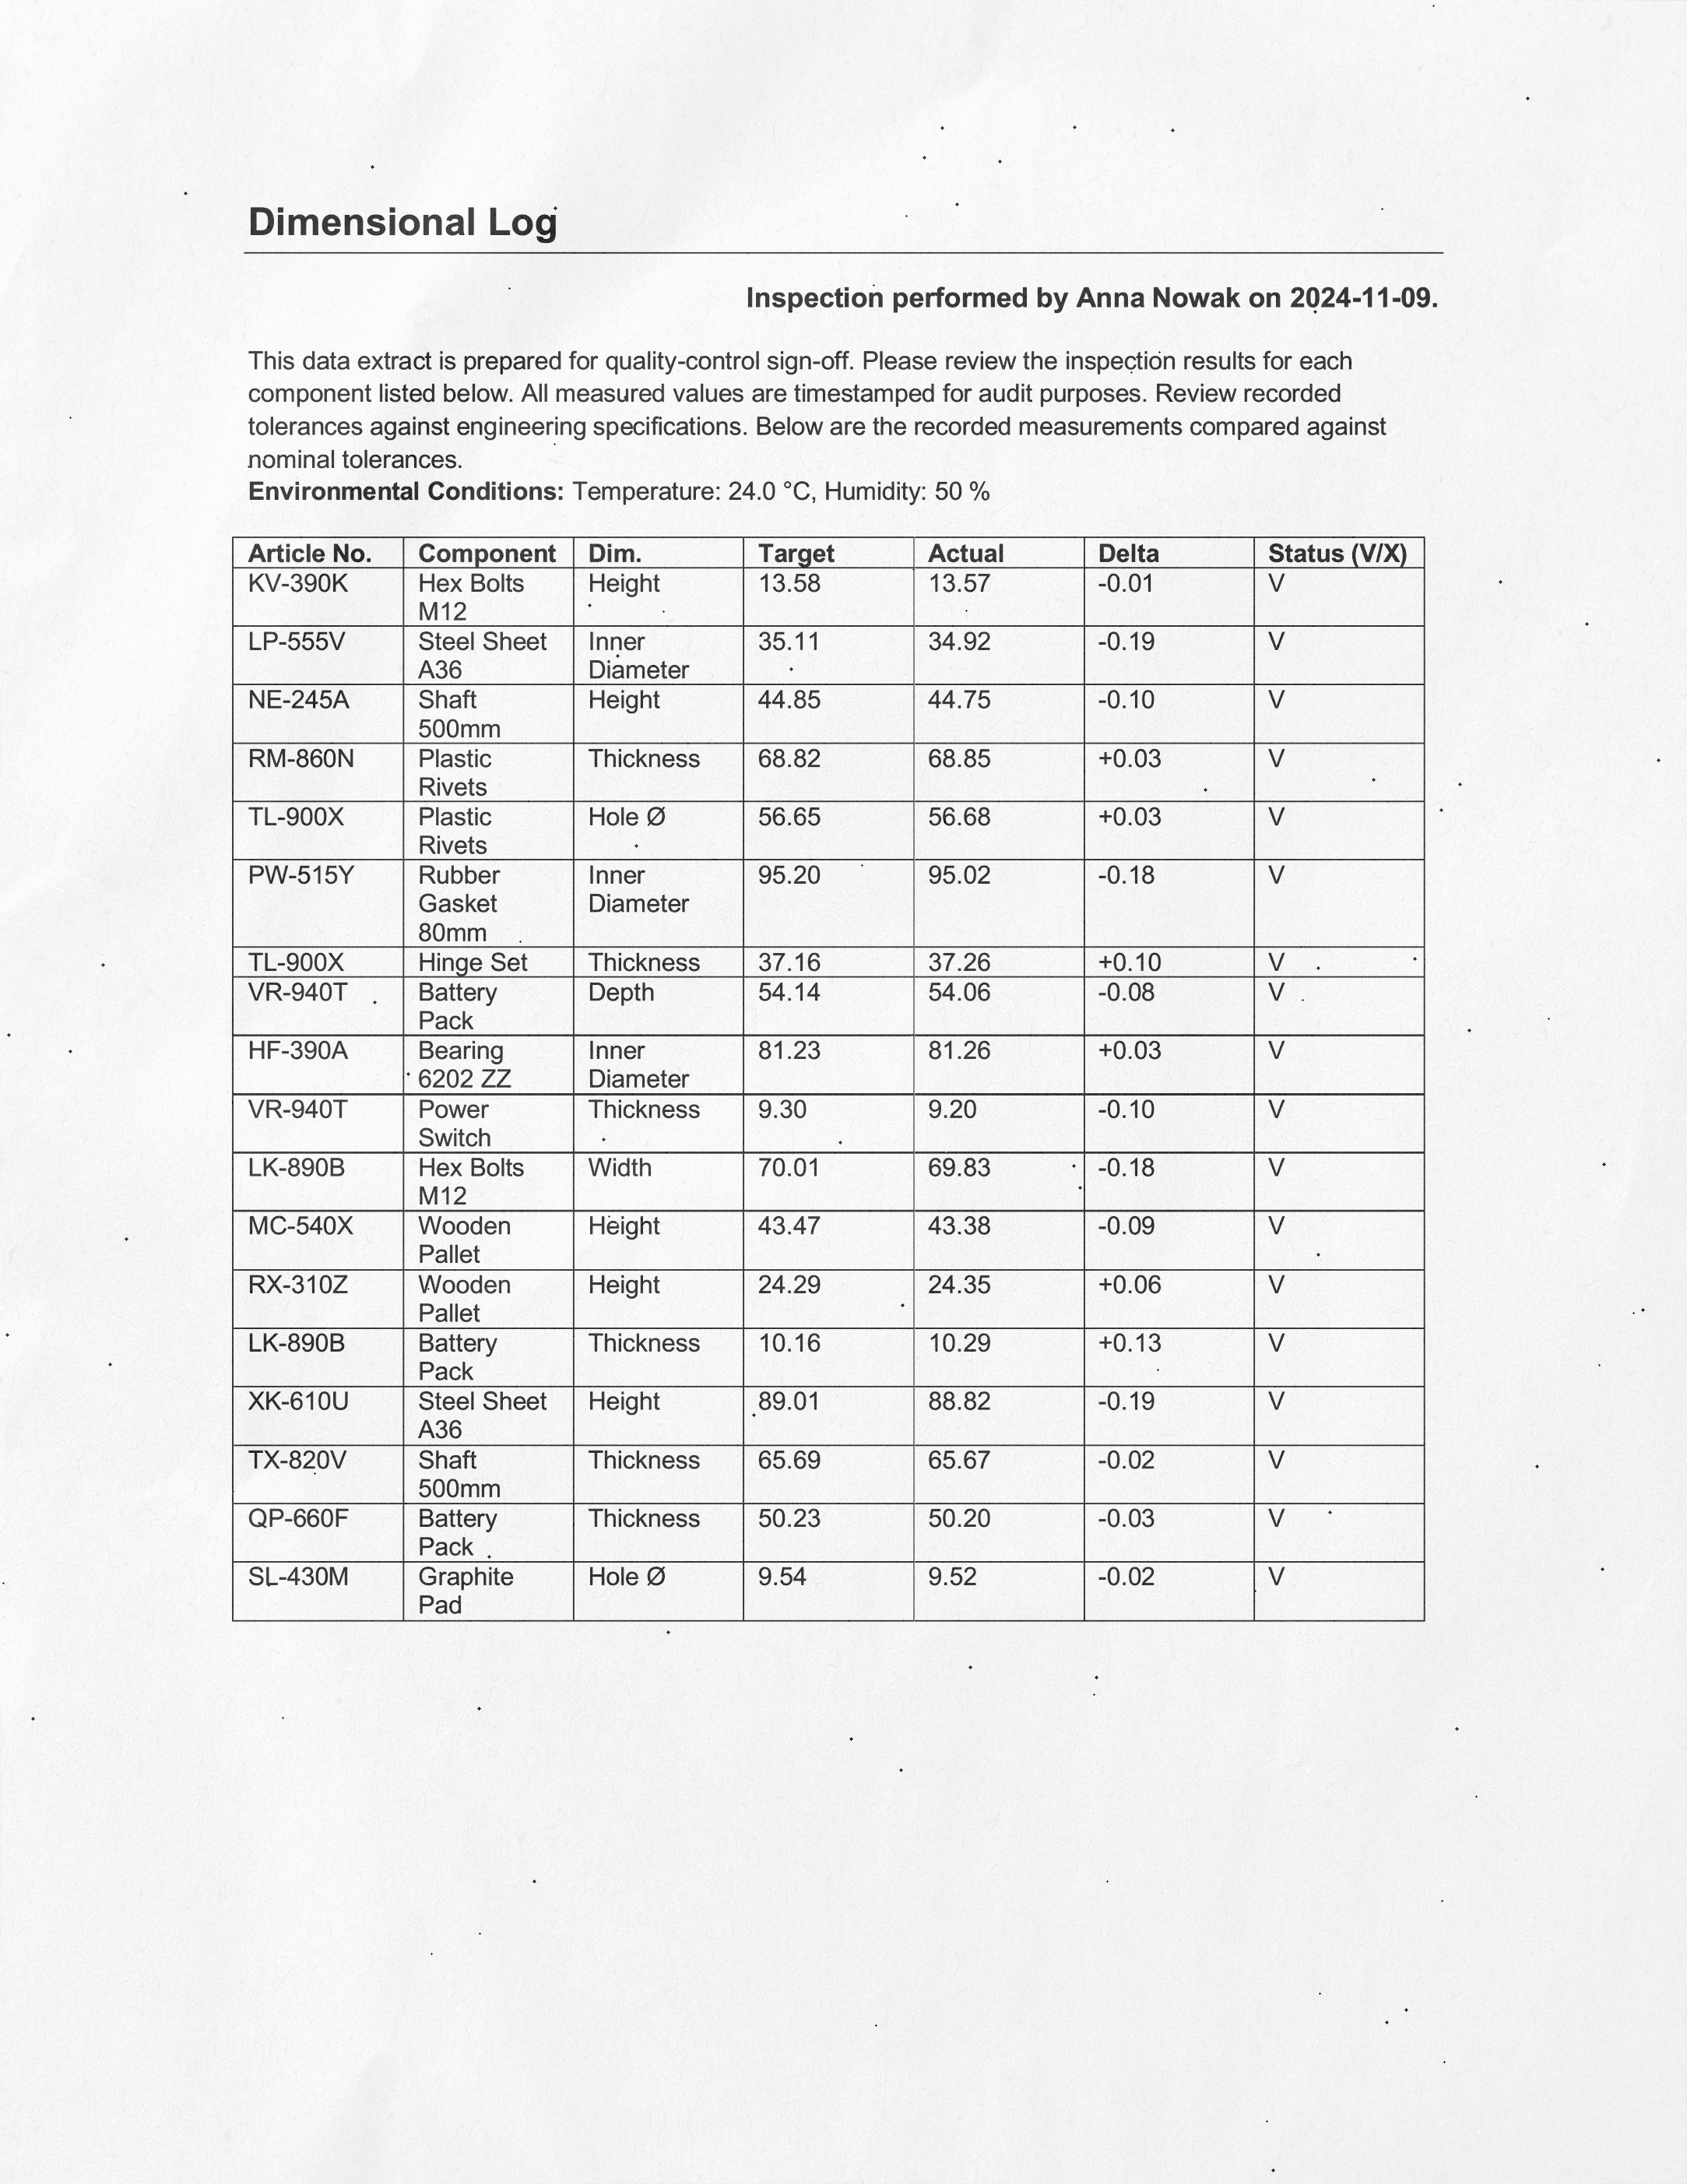 Dimensional Log
Inspection performed by Anna Nowak on 2024-11-09.
This data extract is prepared for quality-control sign-off. Please review the inspection results for each
component listed below. All measured values are timestamped for audit purposes. Review recorded
tolerances against engineering specifications. Below are the recorded measurements compared against
nominal tolerances.
Environmental Conditions: Temperature: 24.0 °C, Humidity: 50 %
Article No. Component Dim. Target Actual Delta Status (V/X)
KV-390K Hex Bolts Height 13.58 13.57 -0.01 V
M12
LP-555V Steel Sheet Inner 35.11 34.92 -0.19 V
A36 Diameter
NE-245A Shaft Height 44.85 44.75 -0.10 V
500mm
RM-860N Plastic Thickness 68.82 68.85 +0.03 V
Rivets
TL-900X Plastic Hole Ø 56.65 56.68 +0.03 V
Rivets
PW-515Y Rubber Inner 95.20 95.02 -0.18 V
Gasket Diameter
80mm
TL-900X Hinge Set Thickness 37.16 37.26 +0.10 V
VR-940T Battery Depth 54.14 54.06 -0.08 V
Pack
HF-390A Bearing Inner 81.23 81.26 +0.03 V
6202 ZZ Diameter
VR-940T Power Thickness 9.30 9.20 -0.10 V
Switch
LK-890B Hex Bolts Width 70.01 69.83 -0.18 V
M12
MC-540X Wooden Height 43.47 43.38 -0.09 V
Pallet
RX-310Z Wooden Height 24.29 24.35 +0.06 V
Pallet
LK-890B Battery Thickness 10.16 10.29 +0.13 V
Pack
XK-610U Steel Sheet Height 89.01 88.82 -0.19 V
A36
TX-820V Shaft Thickness 65.69 65.67 -0.02 V
500mm
QP-660F Battery Thickness 50.23 50.20 -0.03 V
Pack
SL-430M Graphite Hole Ø 9.54 9.52 -0.02 V
Pad